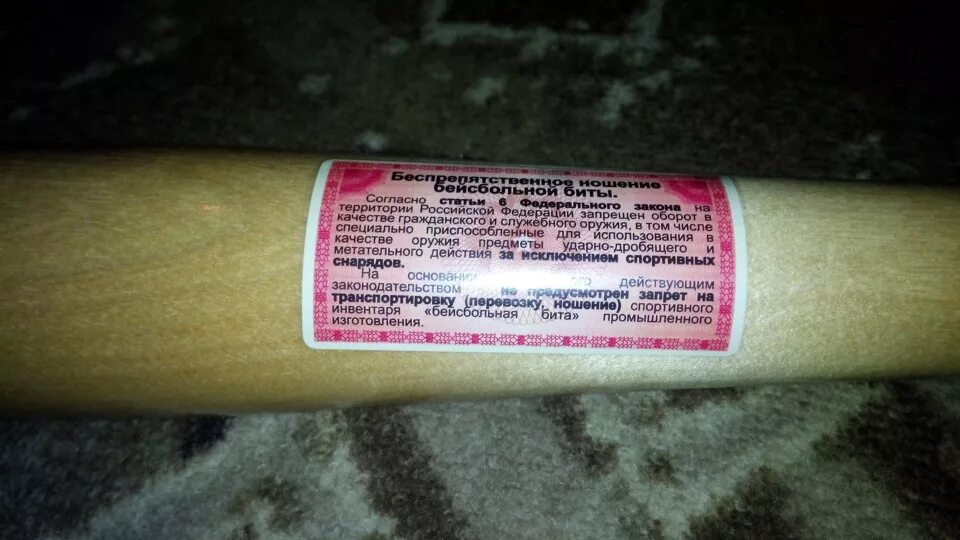 Беспрепятственное ношение
бейсбольной биты.
Согласно статьи 6 Федерального закона на
территории Российской Федерации запрещен оборот в
качестве гражданского и служебного оружия, в том числе
специально приспособленные для использования в
качестве оружия предметы ударно-дробящего и
метательного действия за исключением спортивных
снарядов.
На основании действующим
законодательством не предусмотрен запрет на
транспортировку (перевозку, ношение) спортивного
инвентаря «бейсбольная бита» промышленного
изготовления.